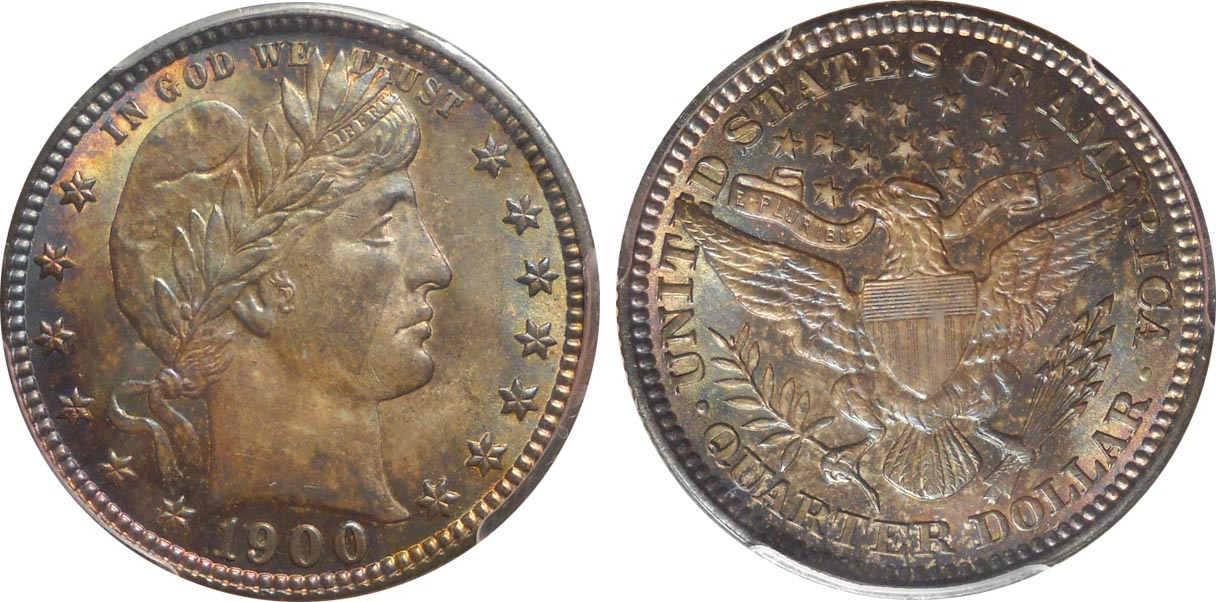 IN GOD WE TRUST
LIBERTY
1900
UNITED STATES OF AMERICA
E·PLURIBUS UNUM
· QUARTER DOLLAR ·